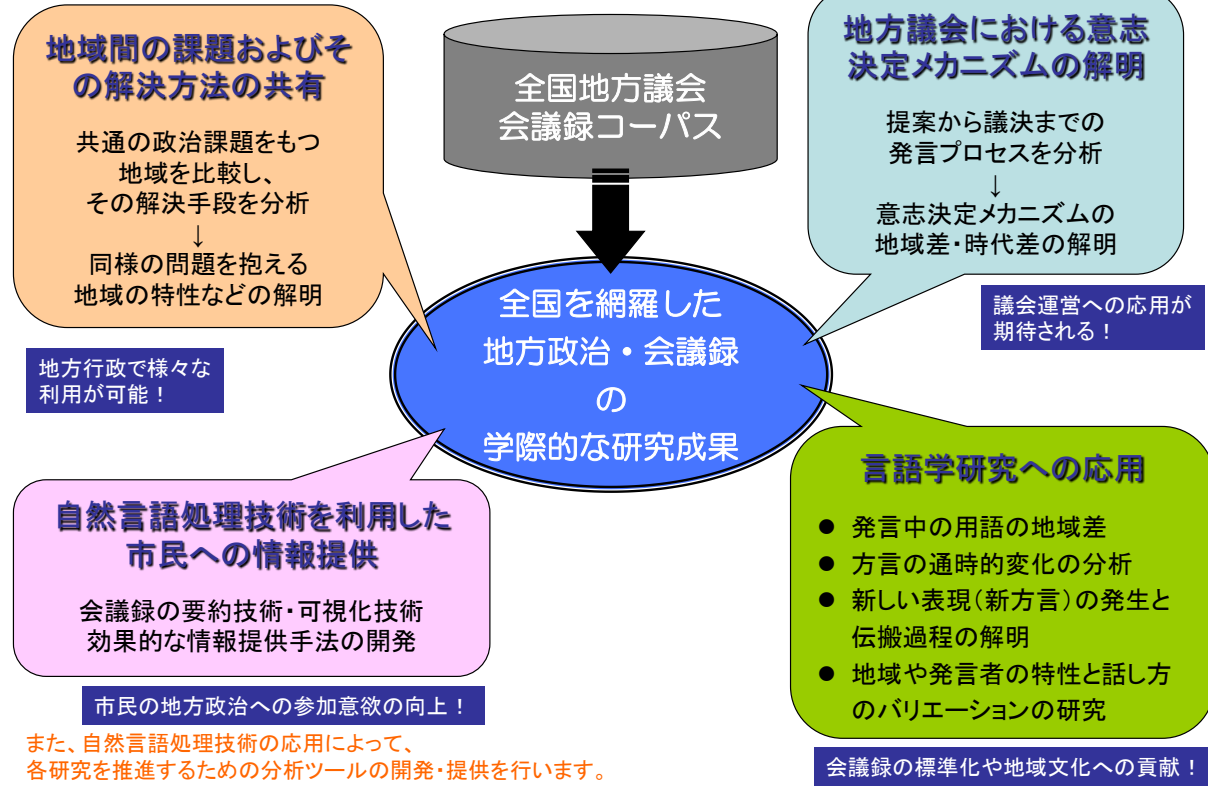 地域間の課題およびそ
の解決方法の共有
共通の政治課題をもつ
地域を比較し、
その解決手段を分析
↓
同様の問題を抱える
地域の特性などの解明
地方行政で様々な
利用が可能！
全国地方議会
会議録コーパス
地方議会における意志
決定メカニズムの解明
提案から議決までの
発言プロセスを分析
↓
意志決定メカニズムの
地域差・時代差の解明
議会運営への応用が
期待される！
全国を網羅した
地方政治・会議録
の
学際的な研究成果
自然言語処理技術を利用した
市民への情報提供
会議録の要約技術・可視化技術
効果的な情報提供手法の開発
市民の地方政治への参加意欲の向上！
言語学研究への応用
● 発言中の用語の地域差
● 方言の通時的変化の分析
● 新しい表現（新方言）の発生と
伝搬過程の解明
● 地域や発言者の特性と話し方
のバリエーションの研究
会議録の標準化や地域文化への貢献！
また、自然言語処理技術の応用によって、
各研究を推進するための分析ツールの開発・提供を行います。